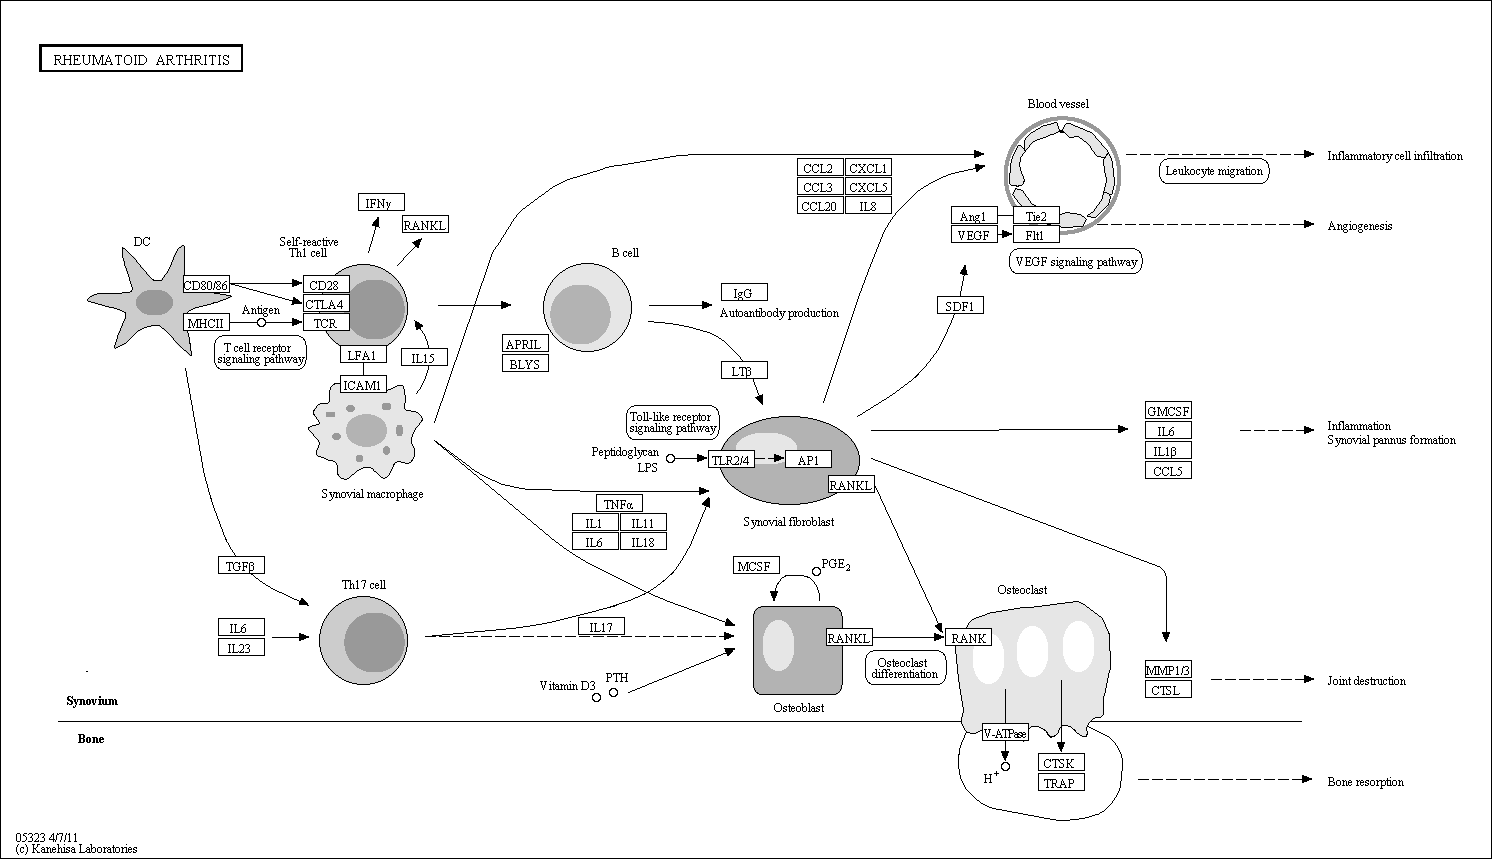 RHEUMATOID ARTHRITIS
Blood vessel
CCL2
CXCL1
CCL3
CXCL5
CCL20
IL8
Inflammatory cell infiltration
Leukocyte migration
IFNγ
RANKL
Ang1
Tie2
VEGF
Flt1
Angiogenesis
VEGF signaling pathway
DC
Self-reactive
Th1 cell
B cell
CD80/86
CD28
CTLA4
Antigen
MHCII
TCR
T cell receptor
signaling pathway
LFA1
IL15
ICAM1
IgG
Autoantibody production
SDF1
APRIL
BLYS
LTβ
Toll-like receptor
signaling pathway
Peptidoglycan
LPS
TLR2/4
AP1
RANKL
Synovial fibroblast
GMCSF
IL6
IL1β
CCL5
Inflammation
Synovial pannus formation
Synovial macrophage
TNFα
IL1
IL11
IL6
IL18
TGFβ
Th17 cell
IL6
IL23
IL17
MCSF
PGE2
Osteoclast
RANKL
RANK
Osteoclast
differentiation
Vitamin D3
PTH
Osteoblast
MMP1/3
CTSL
Joint destruction
Synovium
Bone
V-ATPase
H+
CTSK
TRAP
Bone resorption
05323 4/7/11
(c) Kanehisa Laboratories